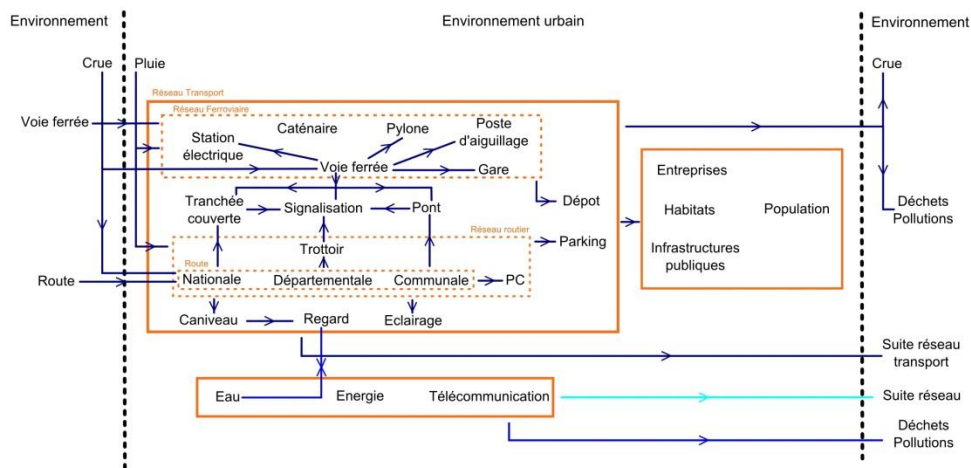 Environnement
Environnement urbain
Environnement
Crue
Pluie
Crue
Réseau Transport
Réseau Ferroviaire
Voie ferrée
Caténaire
Pylone
Poste
d'aiguillage
Station
électrique
Voie ferrée
Gare
Entreprises
Tranchée
couverte
Signalisation
Pont
Dépot
Habitats
Population
Déchets
Pollutions
Réseau routier
Trottoir
Parking
Infrastructures
publiques
Route
Route
Nationale
Départementale
Communale
PC
Caniveau
Regard
Eclairage
Suite réseau
transport
Eau
Energie
Télécommunication
Suite réseau
Déchets
Pollutions